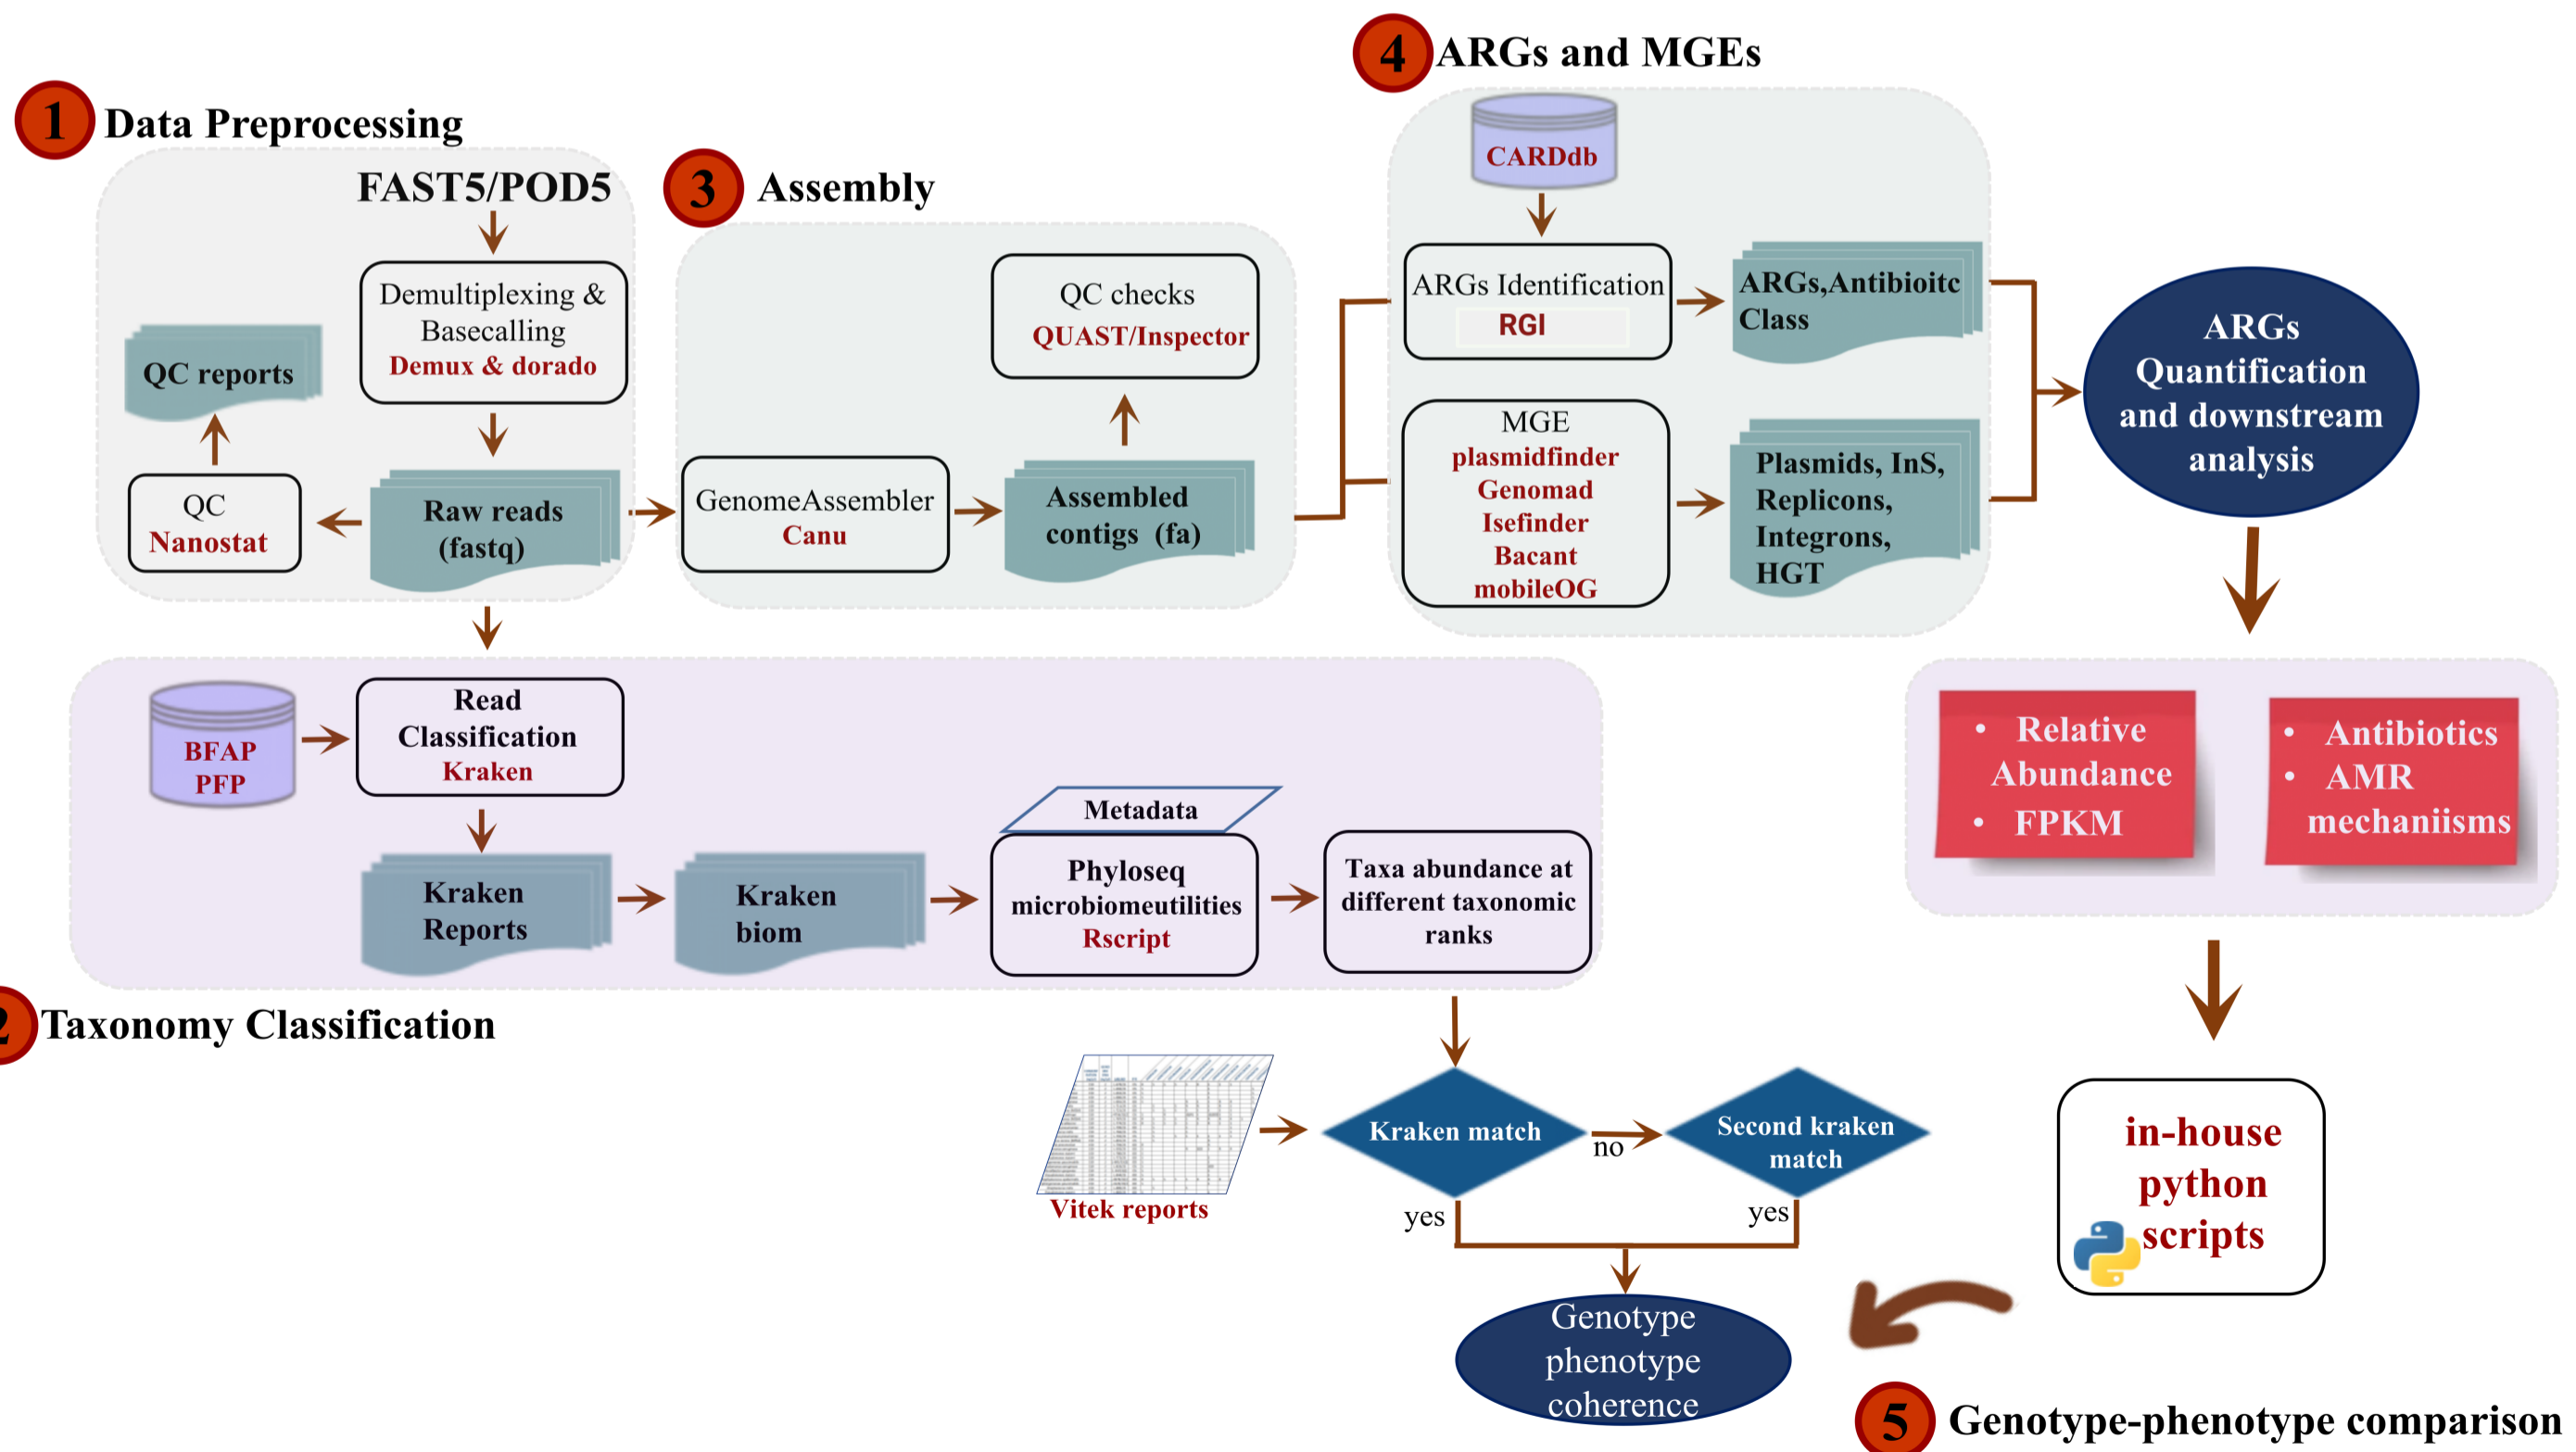 1
Data Preprocessing
FAST5/POD5
Demultiplexing &
Basecalling
Demux & dorado
QC reports
QC
Nanostat
Raw reads
(fastq)
3
Assembly
QC checks
QUAST/Inspector
GenomeAssembler
Canu
Assembled
contigs (fa)
4
ARGs and MGEs
CARDdb
ARGs Identification
RGI
ARGs,Antibioitc
Class
MGE
plasmidfinder
Genomad
Isefinder
Bacant
mobileOG
Plasmids, InS,
Replicons,
Integrons,
HGT
ARGs
Quantification
and downstream
analysis
BFAP
PFP
Read
Classification
Kraken
Kraken
Reports
Kraken
biom
Metadata
Phyloseq
microbiomeutilities
Rscript
Taxa abundance at
different taxonomic
ranks
2
Taxonomy Classification
• Relative
Abundance
• FPKM
• Antibiotics
• AMR
mechaniisms
Vitek reports
Kraken match
no
Second kraken
match
yes
yes
in-house
python
scripts
Genotype
phenotype
coherence
5
Genotype-phenotype comparison